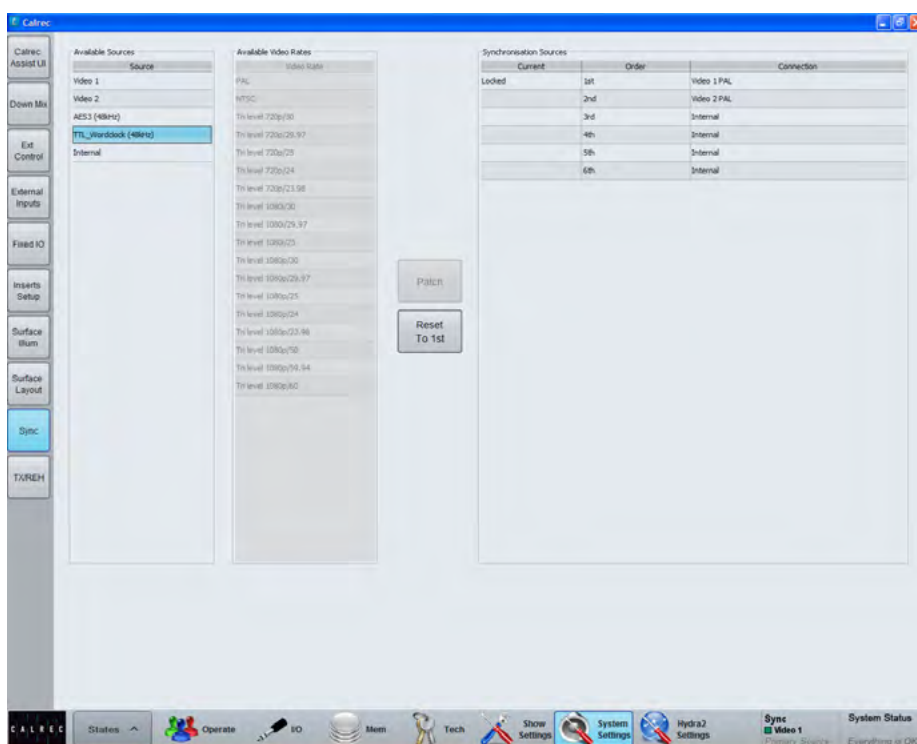 Calrec
Calrec Assist UI
Down Mix
Ext Control
External Inputs
Fixed IO
Inserts Setup
Surface Illum
Surface Layout
Sync
TX/REH
Available Sources
Source
Video 1
Video 2
AES3 (48kHz)
TTL_Wordclock (48kHz)
Internal
Available Video Rates
Video Rate
PAL
NTSC
Tri level 720p/30
Tri level 720p/29.97
Tri level 720p/25
Tri level 720p/24
Tri level 720p/23.98
Tri level 1080i/30
Tri level 1080i/29.97
Tri level 1080i/25
Tri level 1080p/30
Tri level 1080p/29.97
Tri level 1080p/25
Tri level 1080p/24
Tri level 1080p/23.98
Tri level 1080p/50
Tri level 1080p/59.94
Tri level 1080p/60
Patch
Reset To 1st
Synchronisation Sources
Current Order Connection
Locked 1st Video 1 PAL
2nd Video 2 PAL
3rd Internal
4th Internal
5th Internal
6th Internal
CALREC
States
Operate
I/O
Mem
Tech
Show Settings
System Settings
Hydra2 Settings
Sync
Video 1
Primary Source
System Status
Everything is OK